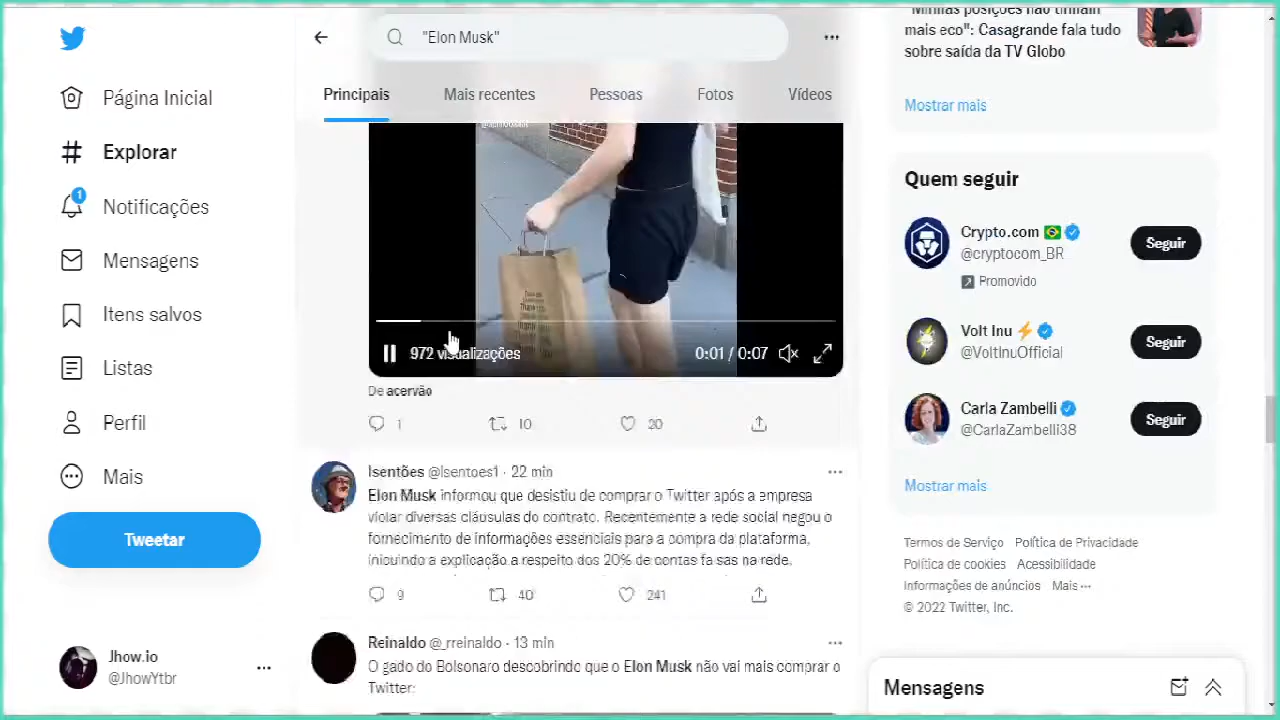 "Elon Musk"
Principais
Mais recentes
Pessoas
Fotos
Vídeos
Página Inicial
Explorar
1
Notificações
Mensagens
Itens salvos
Listas
Perfil
Mais
Tweetar
Jhow.io
@JhowYtbr
972 visualizações
0:01 / 0:07
De acervão
1
10
20
Isentões @Isentoes1 · 22 min
Elon Musk informou que desistiu de comprar o Twitter após a empresa
violar diversas cláusulas do contrato. Recentemente a rede social negou o
fornecimento de informações essenciais para a compra da plataforma,
a explicação a respeito dos 20% de contas na rede.
9
40
241
Reinaldo @_rreinaldo · 13 min
O gado do Bolsonaro descobrindo que o Elon Musk não vai mais comprar o
Twitter:
"Minhas posições não tinham
mais eco": Casagrande fala tudo
sobre saída da TV Globo
Mostrar mais
Quem seguir
Crypto.com
@cryptocom_BR
Promovido
Seguir
Volt Inu
@VoltInuOfficial
Seguir
Carla Zambelli
@CarlaZambelli38
Seguir
Mostrar mais
Termos de Serviço Política de Privacidade
Política de cookies Acessibilidade
Informações de anúncios Mais ···
© 2022 Twitter, Inc.
Mensagens